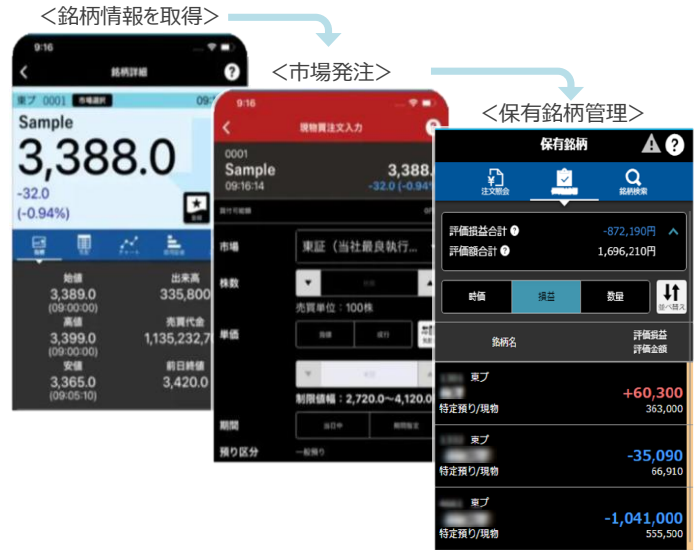 ＜銘柄情報を取得＞
＜市場発注＞
＜保有銘柄管理＞
9:16
銘柄詳細
?
東プ 0001 市場選択 09:
Sample
3,388.0
-32.0
(-0.94%)
始値
3,389.0
(09:00:00)
出来高
335,800
高値
3,399.0
(09:00:00)
売買代金
1,135,232,7
安値
3,365.0
(09:05:10)
前日終値
3,420.0
9:16
現物買注文入力
0001
Sample
09:16:14
3,388.
-32.0 (-0.94%
買付可能額
市場
東証（当社最良執行...
株数
売買単位：100株
単価
指値
成行
制限値幅：2,720.0～4,120.0
期間
当日中
期間指定
預り区分
一般預り
保有銘柄
?
注文照会
銘柄検索
評価損益合計 ?
-872,190円
評価額合計 ?
1,696,210円
時価
損益
数量
並べ替え
銘柄名
評価損益
評価金額
東プ
+60,300
特定預り/現物
363,000
東プ
-35,090
特定預り/現物
66,910
東プ
-1,041,000
特定預り/現物
555,500